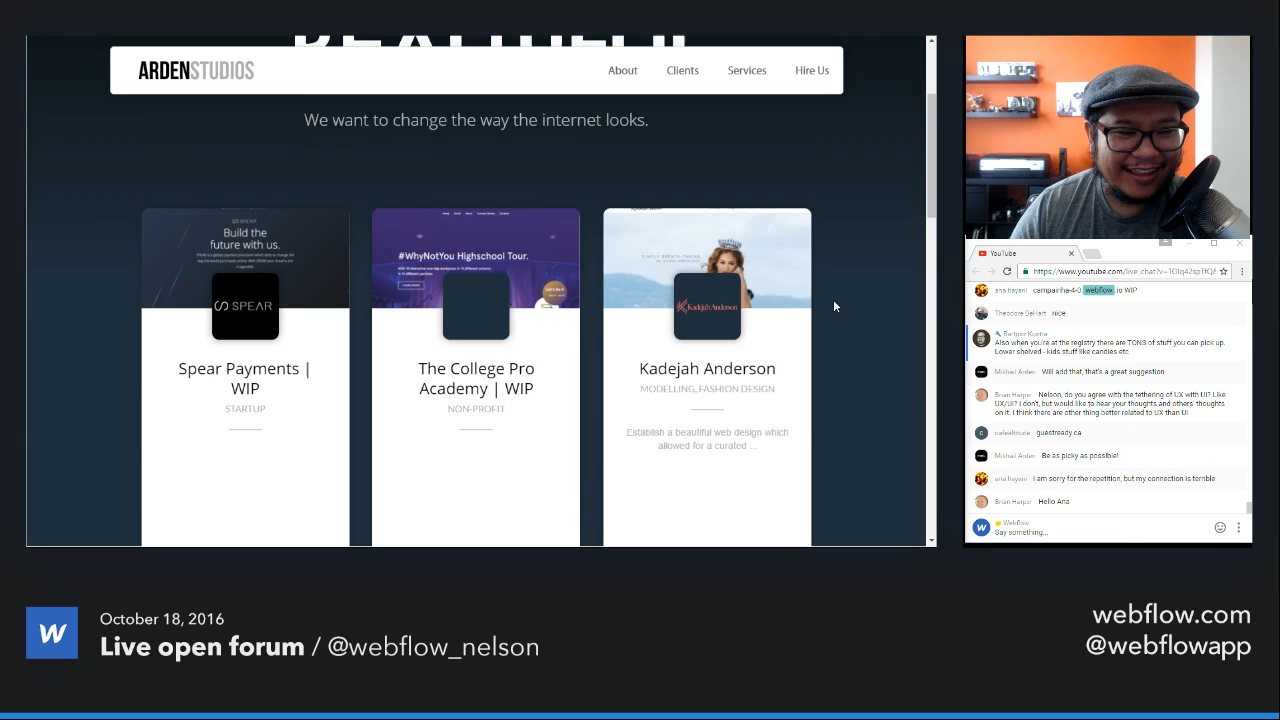 BEAUTIFUL
ARDENSTUDIOS
About
Clients
Services
Hire Us
We want to change the way the internet looks.
SPEAR
Build the
future with us.
SPEAR
Spear Payments |
WIP
STARTUP
#WhyNotYou Highschool Tour.
The College Pro
Academy | WIP
NON-PROFIT
Kadejah Anderson
Kadejah Anderson
MODELLING, FASHION DESIGN
Establish a beautiful web design which
allowed for a curated ...
YouTube
ana hayani campainha-4-0.webflow.io WIP
Theodore DeHart nice
Bartosz Kustra
Also when you're at the registry there are TONS of stuff you can pick up.
Lower shelved - kids stuff like candies etc.
Mikhail Arden Will add that, that's a great suggestion
Brian Harper Nelson, do you agree with the tethering of UX with UI? Like
UX/UI? I don't, but would like to hear your thoughts and others' thoughts
on it. I think there are other thing better related to UX than UI
cafealtitude guestready.ca
Mikhail Arden Be as picky as possible!
ana hayani I am sorry for the repetition, but my connection is terrible
Brian Harper Hello Ana
Webflow
Say something...
W
October 18, 2016
Live open forum / @webflow_nelson
webflow.com
@webflowapp